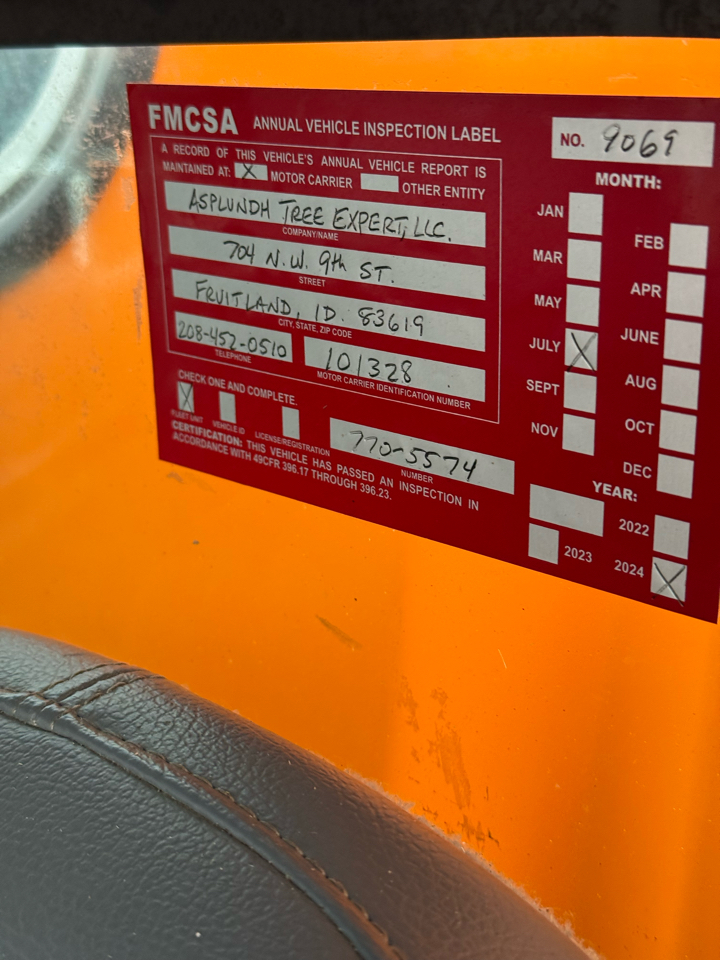 FMCSA ANNUAL VEHICLE INSPECTION LABEL
NO. 9069
A RECORD OF THIS VEHICLE'S ANNUAL VEHICLE REPORT IS
MAINTAINED AT: X MOTOR CARRIER OTHER ENTITY
ASPLUNDH TREE EXPERT, LLC.
COMPANY/NAME
704 N.W. 9th ST.
STREET
FRUITLAND, ID. 83619
CITY, STATE, ZIP CODE
208-452-0510
TELEPHONE
101328
MOTOR CARRIER IDENTIFICATION NUMBER
CHECK ONE AND COMPLETE.
X
FLEET UNIT VEHICLE ID LICENSE/REGISTRATION
770-5574
NUMBER
CERTIFICATION: THIS VEHICLE HAS PASSED AN INSPECTION IN
ACCORDANCE WITH 49CFR 396.17 THROUGH 396.23.
MONTH:
JAN
FEB
MAR
APR
MAY
JUNE
JULY X
AUG
SEPT
OCT
NOV
DEC
YEAR:
2022
2023
2024 X